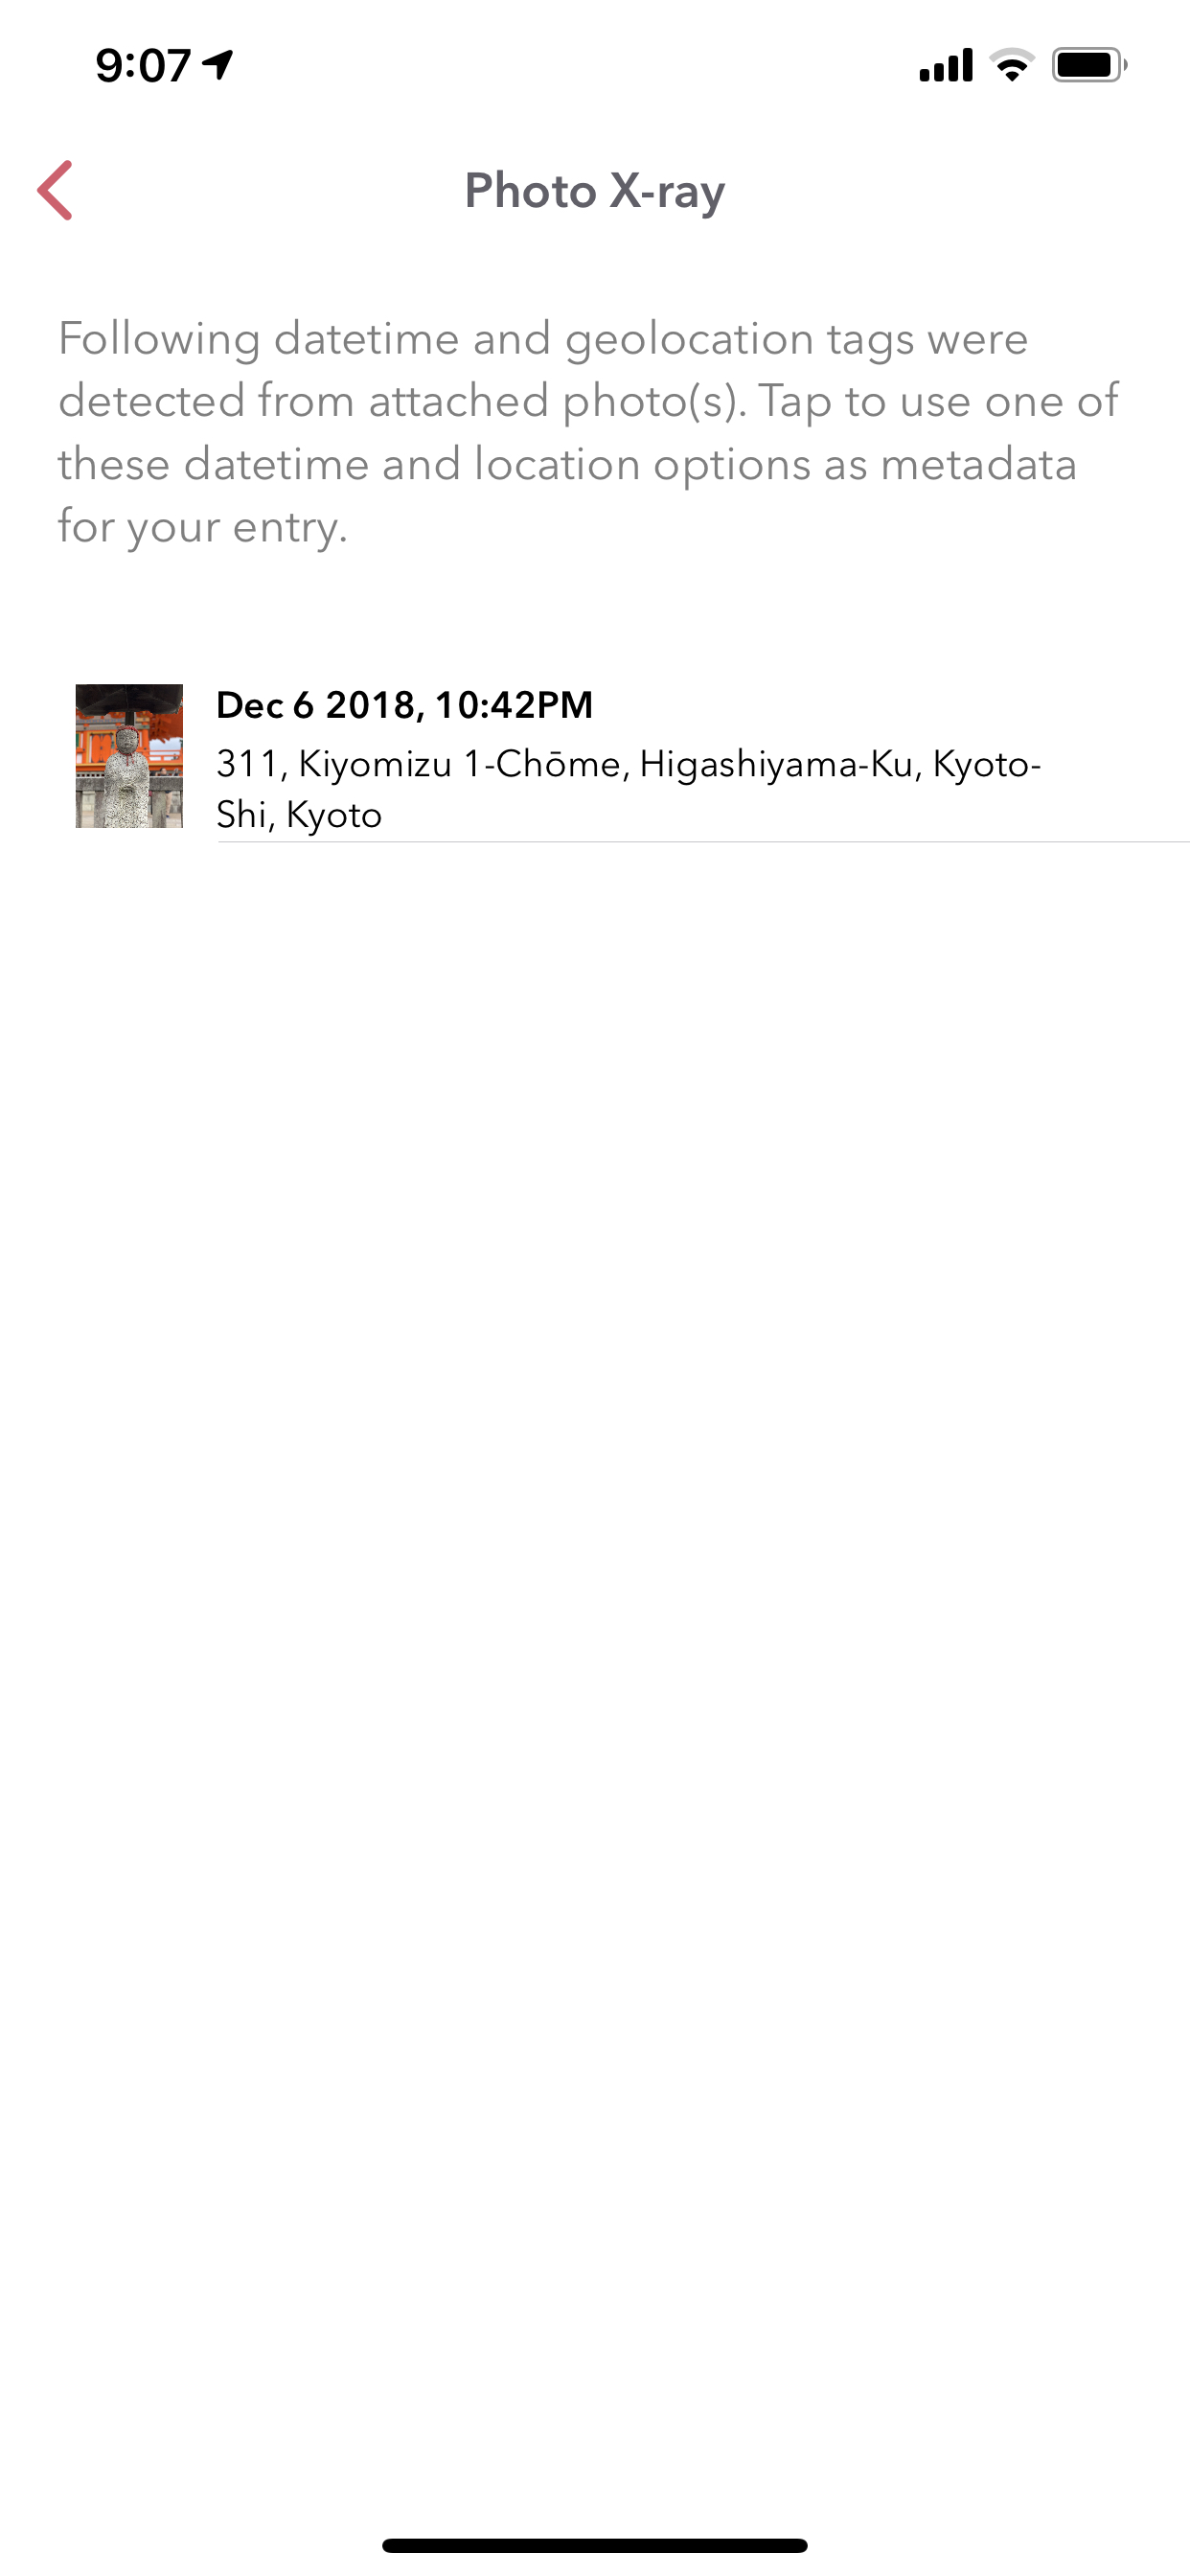 9:07
Photo X-ray
Following datetime and geolocation tags were
detected from attached photo(s). Tap to use one of
these datetime and location options as metadata
for your entry.
Dec 6 2018, 10:42PM
311, Kiyomizu 1-Chōme, Higashiyama-Ku, Kyoto-
Shi, Kyoto